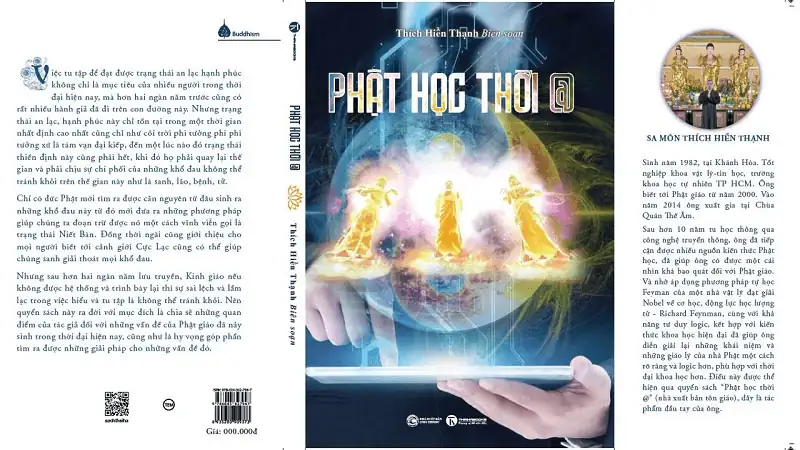 Buddhism
Việc tu tập để đạt được trạng thái an lạc hạnh phúc
không chỉ là mục tiêu của nhiều người trong thời
đại hiện nay, mà hơn hai ngàn năm trước cũng có
rất nhiều hành giả đã đi trên con đường này. Nhưng trạng
thái an lạc, hạnh phúc này chỉ tồn tại trong một thời gian
nhất định cao nhất cũng chỉ như cõi trời phi tưởng phi phi
tưởng xứ là tám vạn đại kiếp, đến một lúc nào đó trạng thái
thiền định này cũng phải hết, khi đó họ phải quay lại thế
gian và phải chịu sự chi phối của những khổ đau không thể
tránh khỏi trên thế gian này như là sanh, lão, bệnh, tử.
Chỉ có đức Phật mới tìm ra được căn nguyên từ đâu sinh ra
những khổ đau này từ đó mới đưa ra những phương pháp
giúp chúng ta đoạn trừ được nó một cách vĩnh viễn gọi là
trạng thái Niết Bàn. Đồng thời ngài cũng giới thiệu cho
mọi người biết tới cảnh giới Cực Lạc cũng có thể giúp
chúng sanh giải thoát mọi khổ đau.
Nhưng sau hơn hai ngàn năm lưu truyền, Kinh giáo nếu
không được hệ thống và trình bày lại thì sự sai lệch và lầm
lạc trong việc hiểu và tu tập là không thể tránh khỏi. Nên
quyển sách này ra đời với mục đích là chia sẽ những quan
điểm của tác giả đối với những vấn đề của Phật giáo đã nảy
sinh trong thời đại hiện nay, cũng như là hy vọng góp phần
tìm ra được những giải pháp cho những vấn đề đó.
sachthaiha
Giá: 000.000đ
THAIHABOOKS
PHẬT HỌC THỜI @
Thích Hiền Thạnh Biên soạn
Thích Hiền Thạnh Biên soạn
PHẬT HỌC THỜI @
THAIHABOOKS
SA MÔN THÍCH HIỀN THẠNH
Sinh năm 1982, tại Khánh Hòa. Tốt
nghiệp khoa vật lý-tin học, trường
khoa học tự nhiên TP HCM. Ông
biết tới Phật giáo từ năm 2000. Vào
năm 2014 ông xuất gia tại Chùa
Quán Thế Âm.
Sau hơn 10 năm tu học thông qua
công nghệ truyền thông, ông đã tiếp
cận được nhiều nguồn kiến thức Phật
học, đã giúp ông có được một cái
nhìn khá bao quát đối với Phật giáo.
Và nhờ áp dụng phương pháp tự học
Feyman của một nhà vật lý đạt giải
Nobel về cơ học, động lực học lượng
tử - Richard Feynman, cùng với khả
năng tư duy logic, kết hợp với kiến
thức khoa học hiện đại đã giúp ông
diễn giải lại những khái niệm và
những giáo lý của nhà Phật một cách
rõ ràng và logic hơn, phù hợp với thời
đại khoa học hơn. Điều này được thể
hiện qua quyển sách “Phật học thời
@” (nhà xuất bản tôn giáo), đây là tác
phẩm đầu tay của ông.